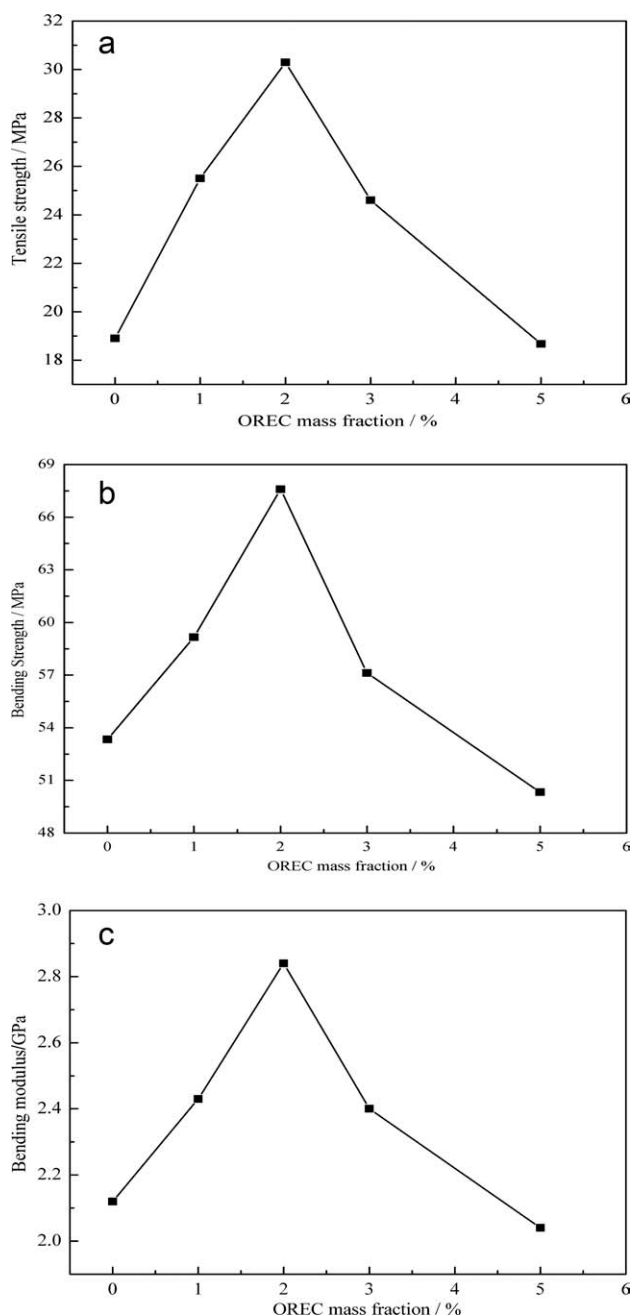 a
32
30
28
26
24
22
20
18
Tensile strength / MPa
0 1 2 3 4 5 6
OREC mass fraction / %
b
69
66
63
60
57
54
51
48
Bending Strength / MPa
0 1 2 3 4 5 6
OREC mass fraction / %
c
3.0
2.8
2.6
2.4
2.2
2.0
Bending modulus/GPa
0 1 2 3 4 5 6
OREC mass fraction / %